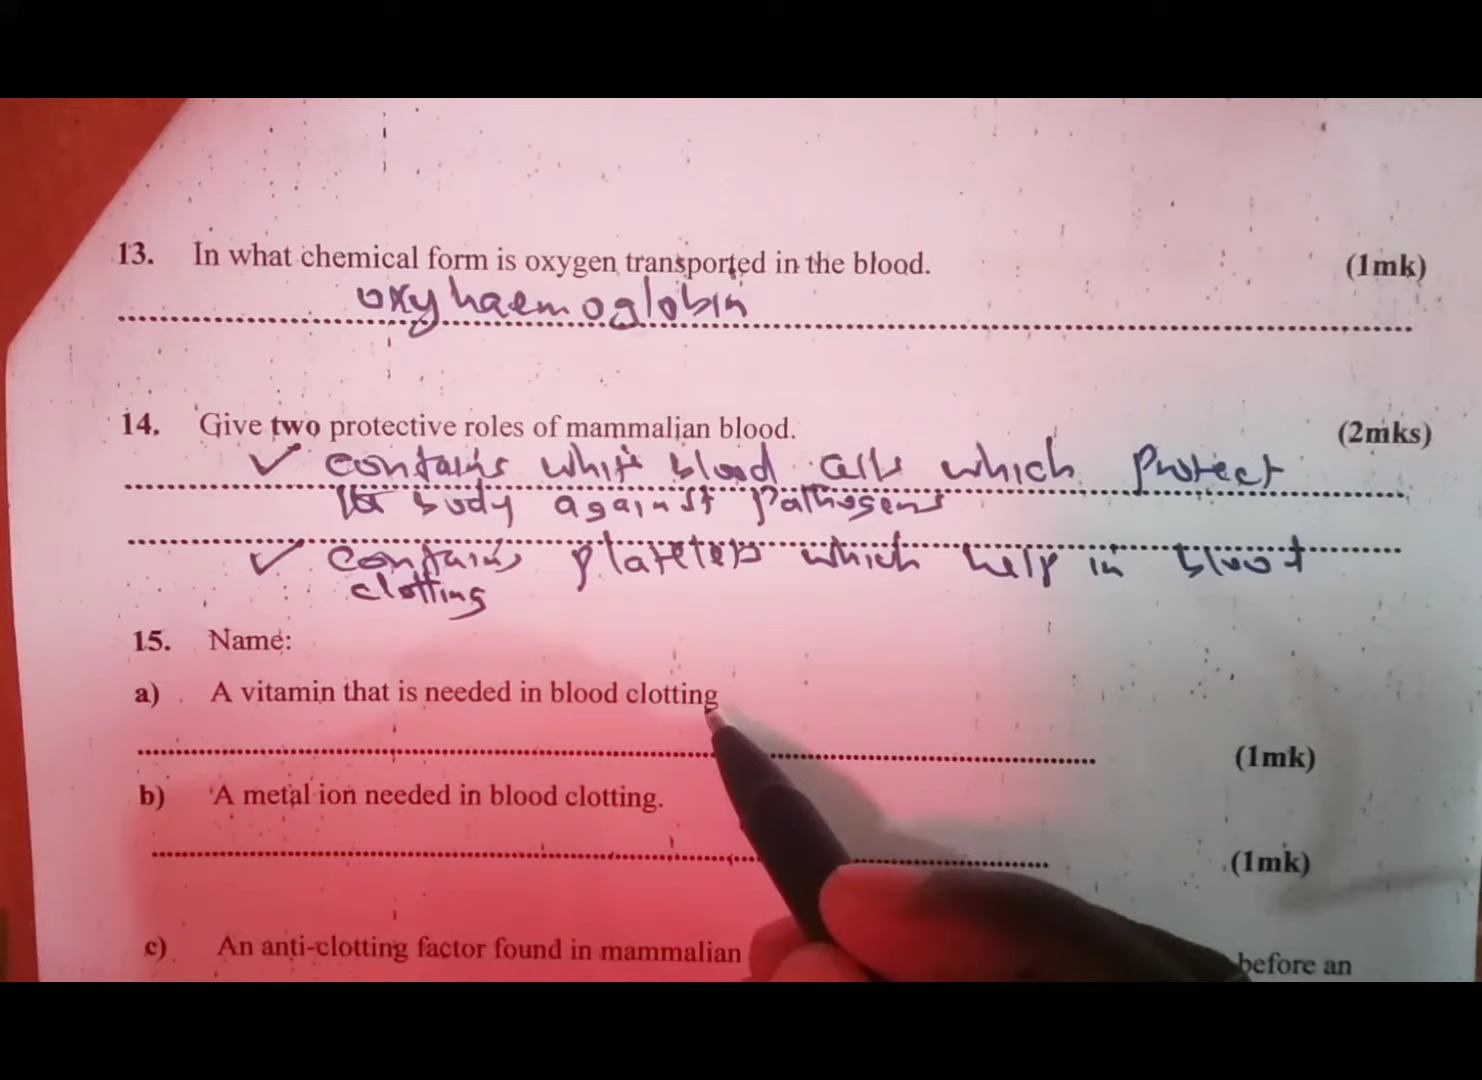 13. In what chemical form is oxygen transported in the blood. (1mk)
oxyhaemoglobin
14. Give two protective roles of mammalian blood. (2mks)
✓ contains white blood cells which protect
the body against pathogens
✓ contains platelets which help in blood
clotting
15. Name:
a) A vitamin that is needed in blood clotting
(1mk)
b) A metal ion needed in blood clotting.
(1mk)
c) An anti-clotting factor found in mammalian before an